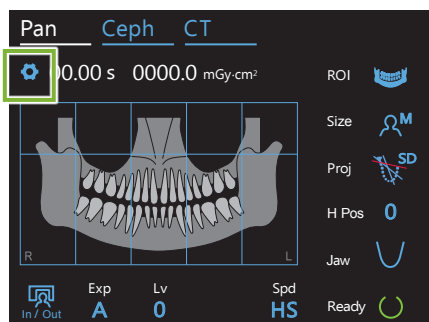 Pan Ceph CT
00.00 s 0000.0 mGy·cm²
ROI
Size M
Proj SD
H Pos 0
R L
Jaw
In / Out
Exp Lv Spd
A 0 HS
Ready